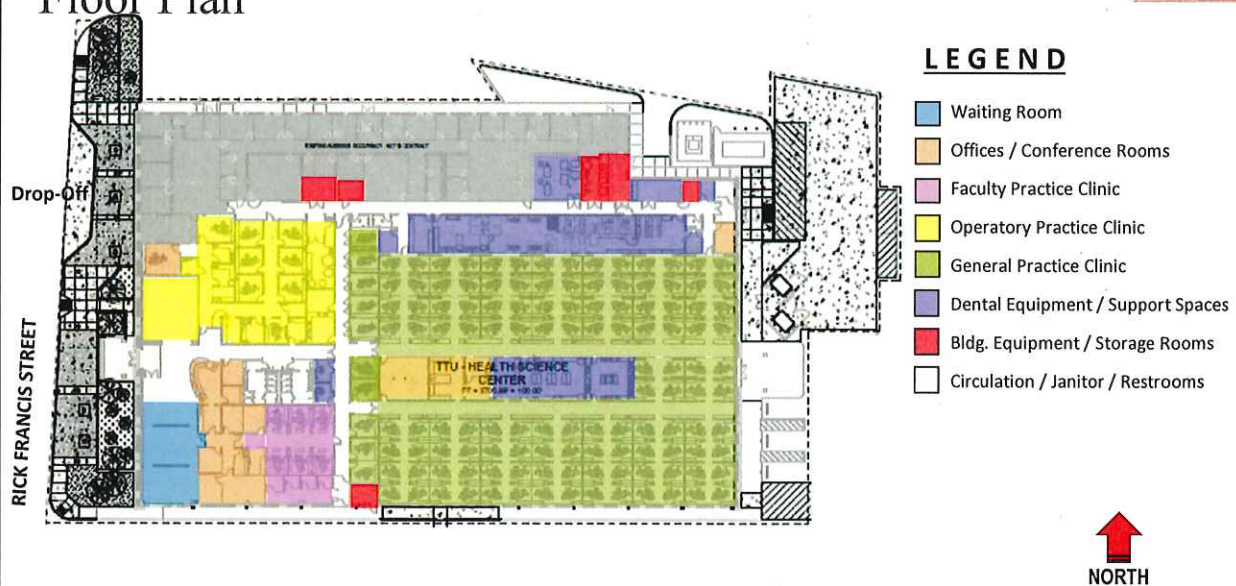 Floor Plan
LEGEND
Waiting Room
Offices / Conference Rooms
Faculty Practice Clinic
Operatory Practice Clinic
General Practice Clinic
Dental Equipment / Support Spaces
Bldg. Equipment / Storage Rooms
Circulation / Janitor / Restrooms
Drop-Off
RICK FRANCIS STREET
TTU - HEALTH SCIENCE
CENTER
NORTH